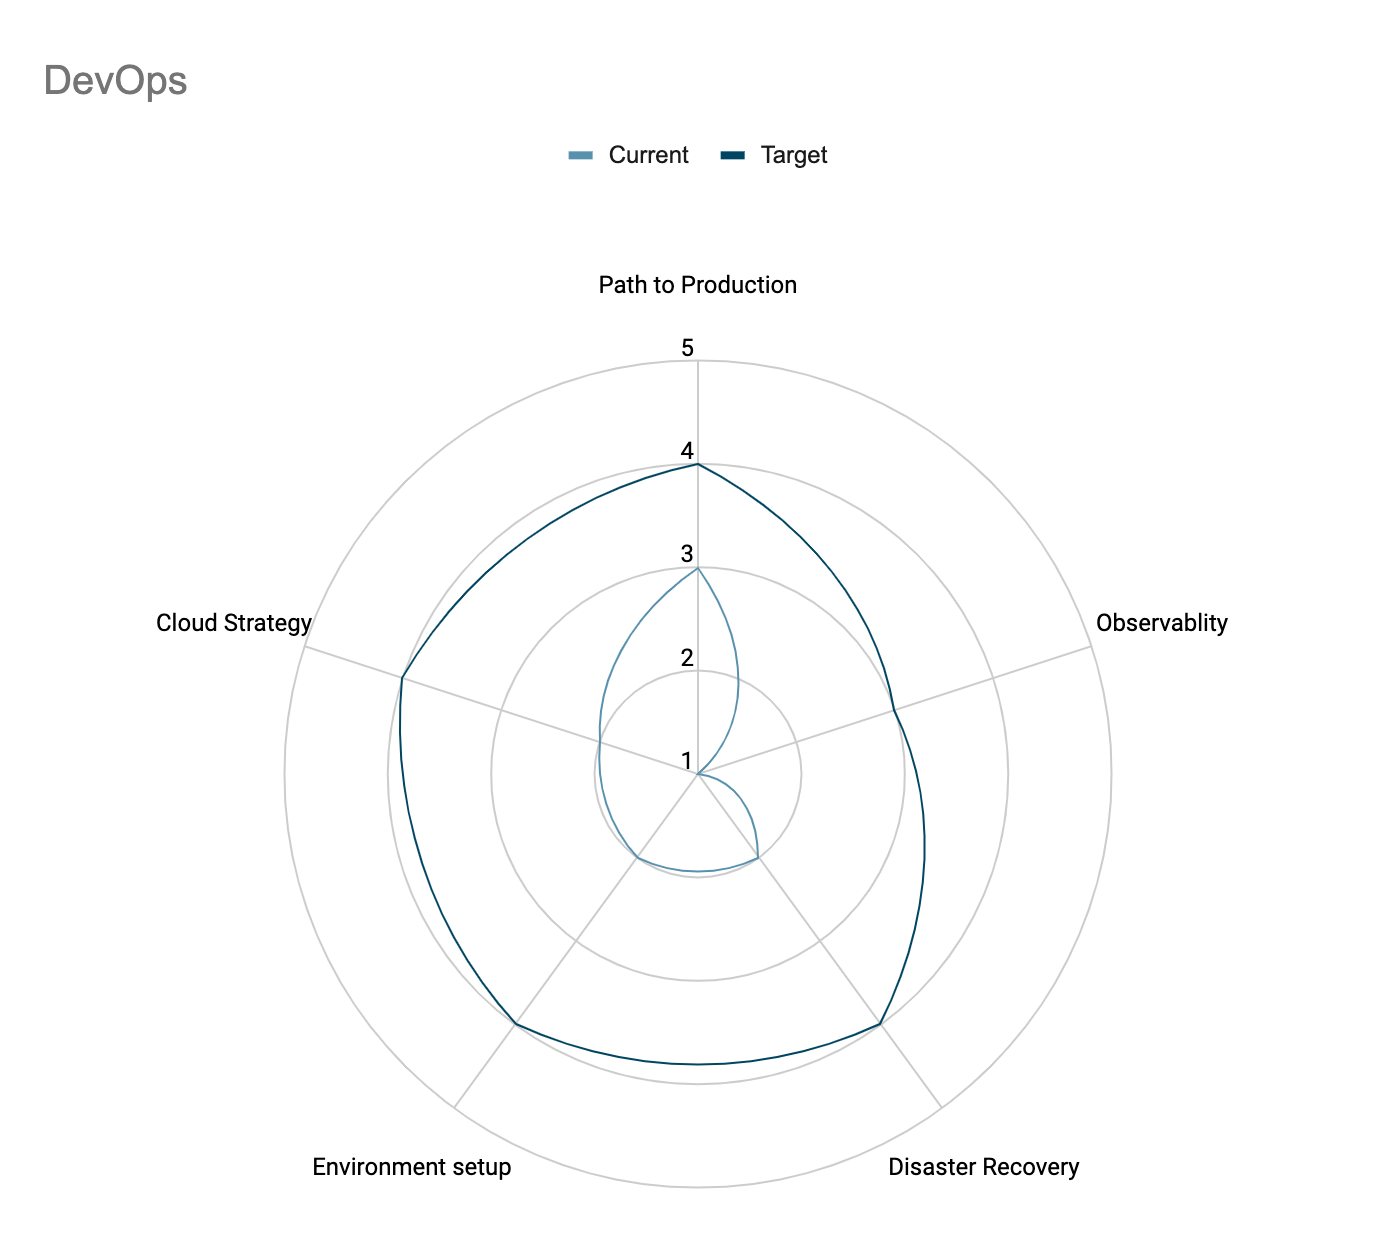 DevOps
Current
Target
Path to Production
5
4
3
Cloud Strategy
Observablity
2
1
Environment setup
Disaster Recovery